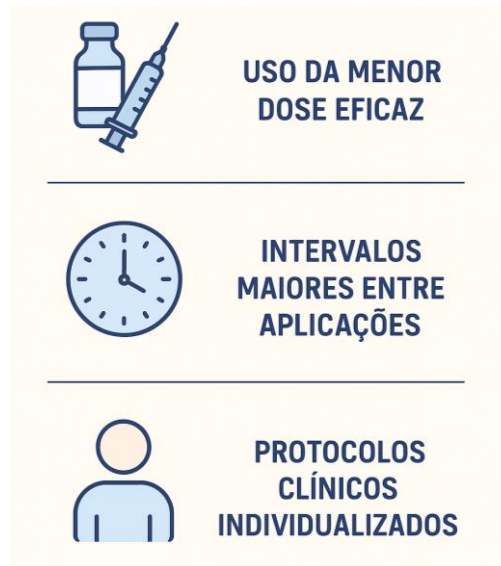 USO DA MENOR
DOSE EFICAZ
INTERVALOS
MAIORES ENTRE
APLICAÇÕES
PROTOCOLOS
CLÍNICOS
INDIVIDUALIZADOS